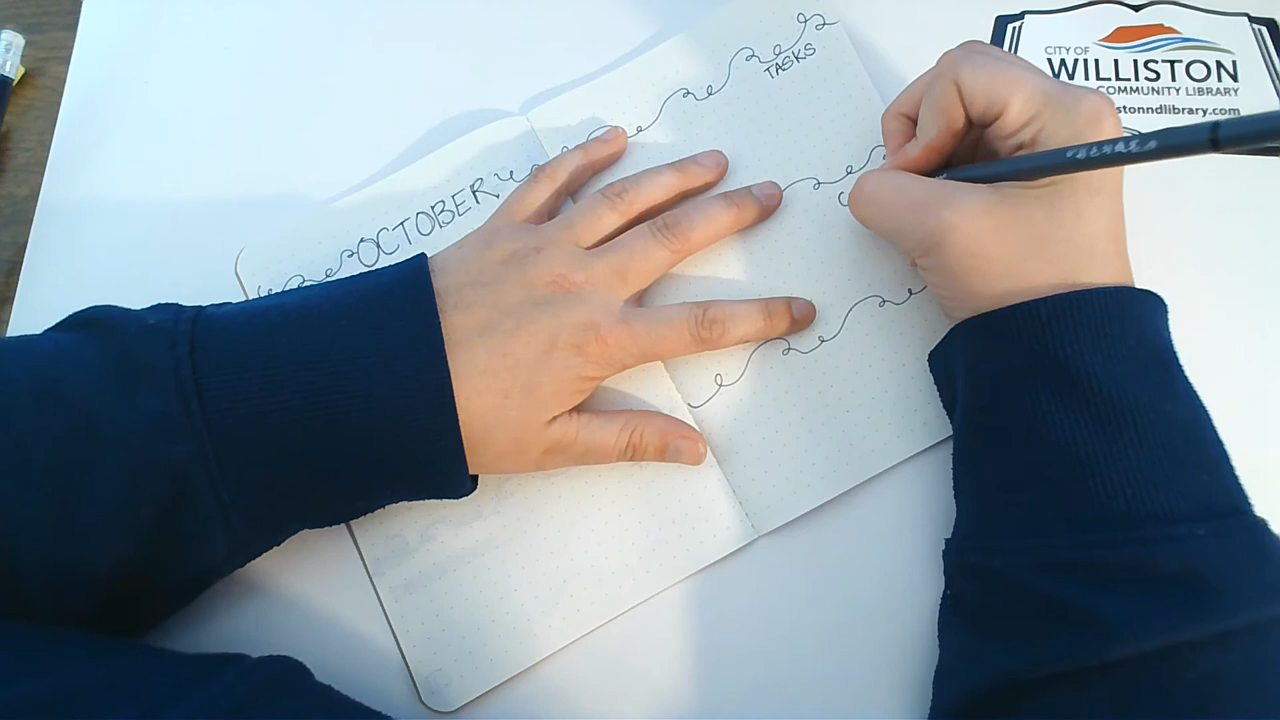 OCTOBER
TASKS
CITY OF
WILLISTON
COMMUNITY LIBRARY
stonndlibrary.com